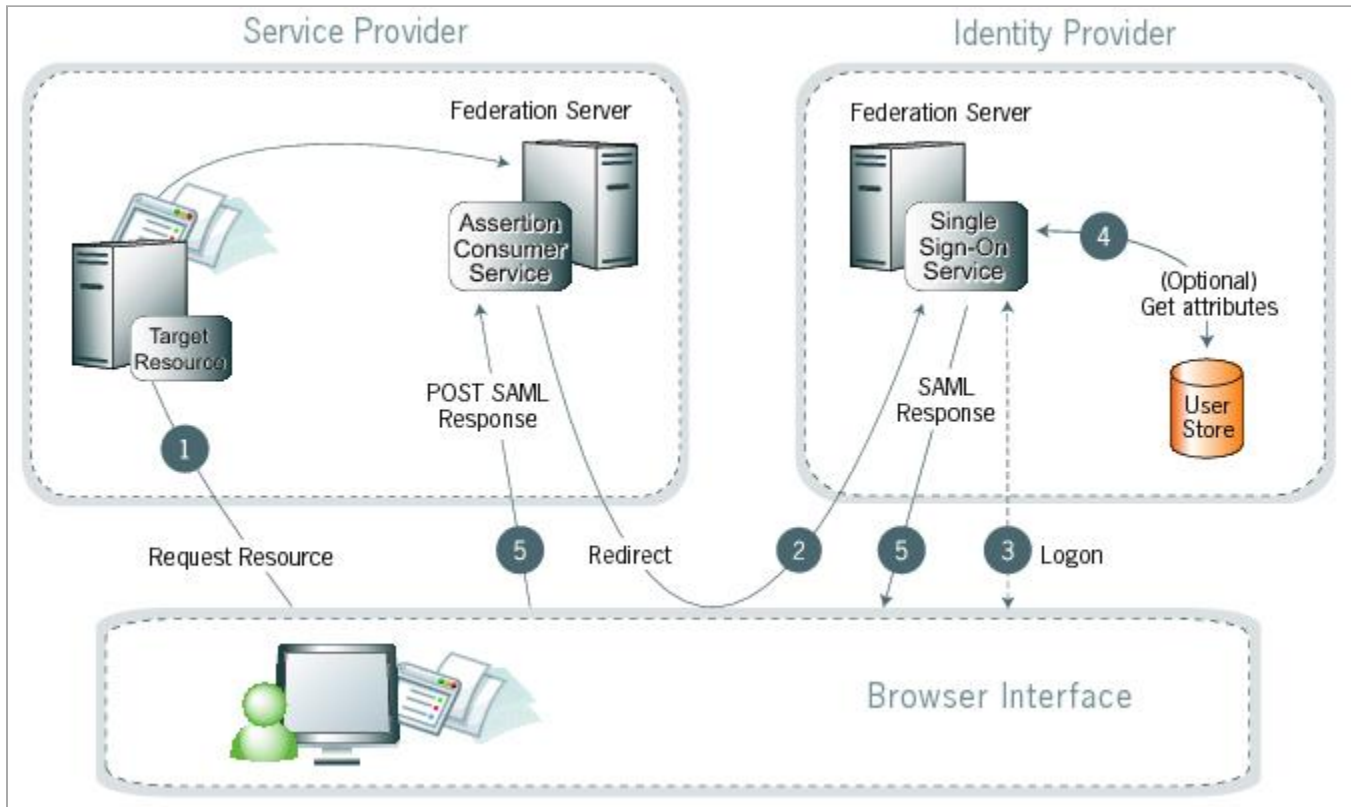 Service Provider
Identity Provider
Federation Server
Federation Server
Assertion
Consumer
Service
Single
Sign-On
Service
4
(Optional)
Get attributes
Target
Resource
POST SAML
Response
SAML
Response
User
Store
1
Request Resource
5
Redirect
2
5
3
Logon
Browser Interface